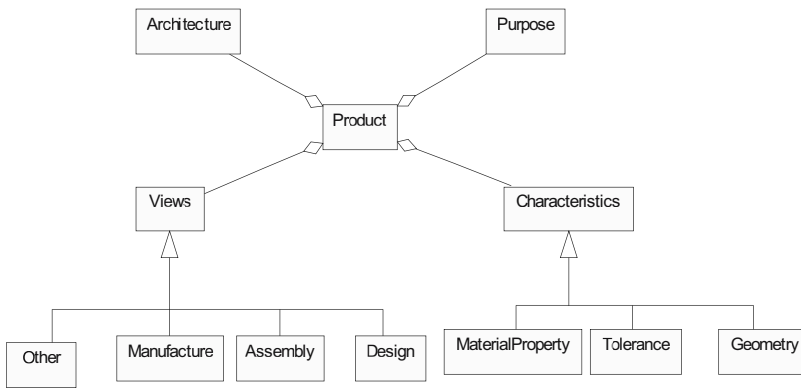 Architecture
Purpose
Product
Views
Characteristics
Other
Manufacture
Assembly
Design
MaterialProperty
Tolerance
Geometry